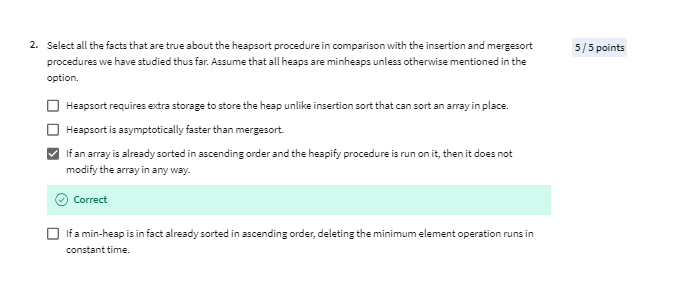 2. Select all the facts that are true about the heapsort procedure in comparison with the insertion and mergesort
5 / 5 points
procedures we have studied thus far. Assume that all heaps are minheaps unless otherwise mentioned in the
option.
Heapsort requires extra storage to store the heap unlike insertion sort that can sort an array in place.
Heapsort is asymptotically faster than mergesort.
If an array is already sorted in ascending order and the heapify procedure is run on it, then it does not
modify the array in any way.
Correct
If a min-heap is in fact already sorted in ascending order, deleting the minimum element operation runs in
constant time.